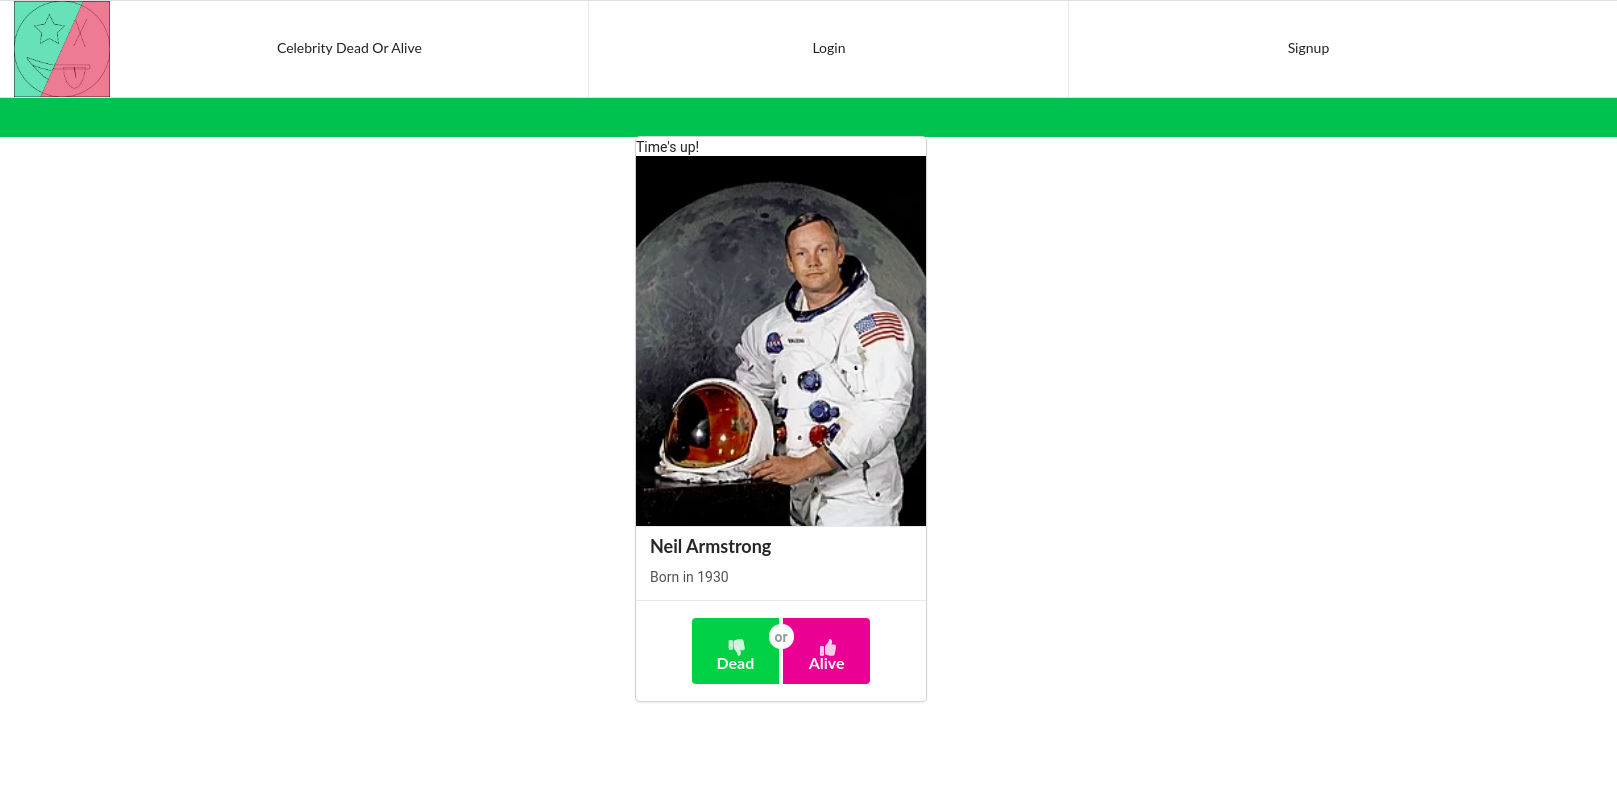 Celebrity Dead Or Alive
Login
Signup
Time's up!
Neil Armstrong
Born in 1930
Dead
or
Alive